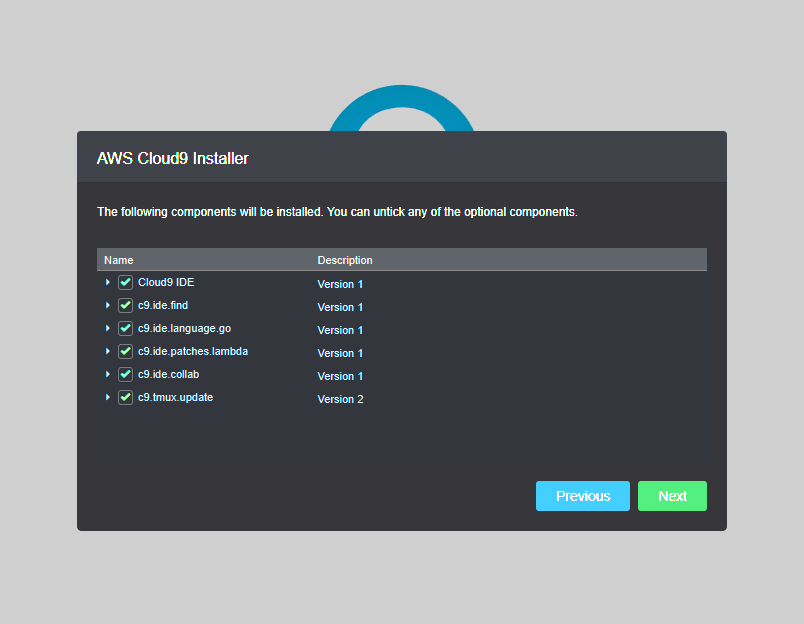 AWS Cloud9 Installer
The following components will be installed. You can untick any of the optional components.
Name Description
Cloud9 IDE Version 1
c9.ide.find Version 1
c9.ide.language.go Version 1
c9.ide.patches.lambda Version 1
c9.ide.collab Version 1
c9.tmux.update Version 2
Previous Next